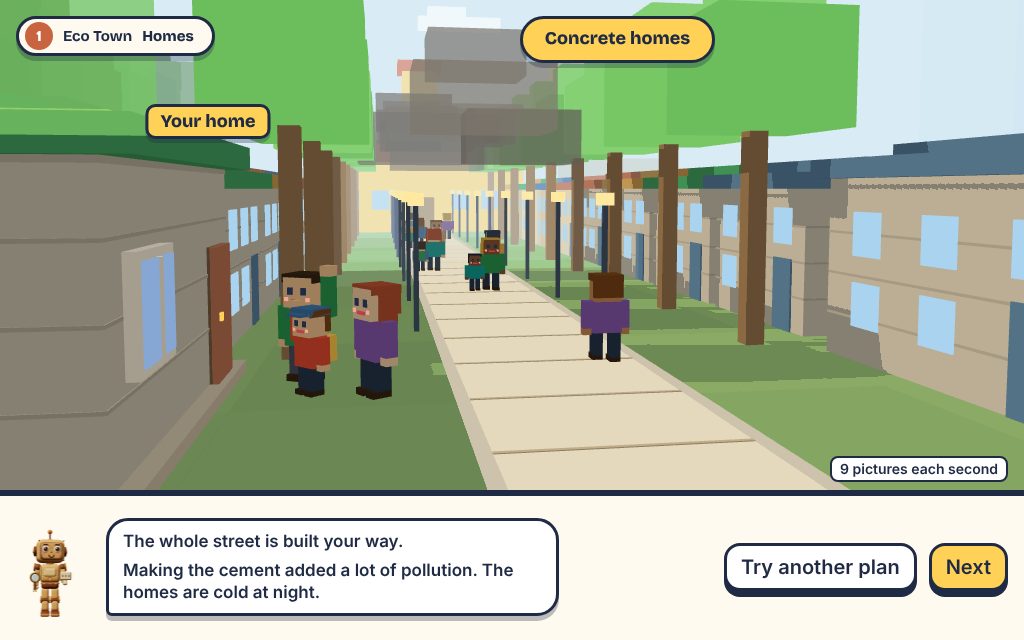 1 Eco Town Homes
Concrete homes
Your home
9 pictures each second
The whole street is built your way.
Making the cement added a lot of pollution. The
homes are cold at night.
Try another plan
Next